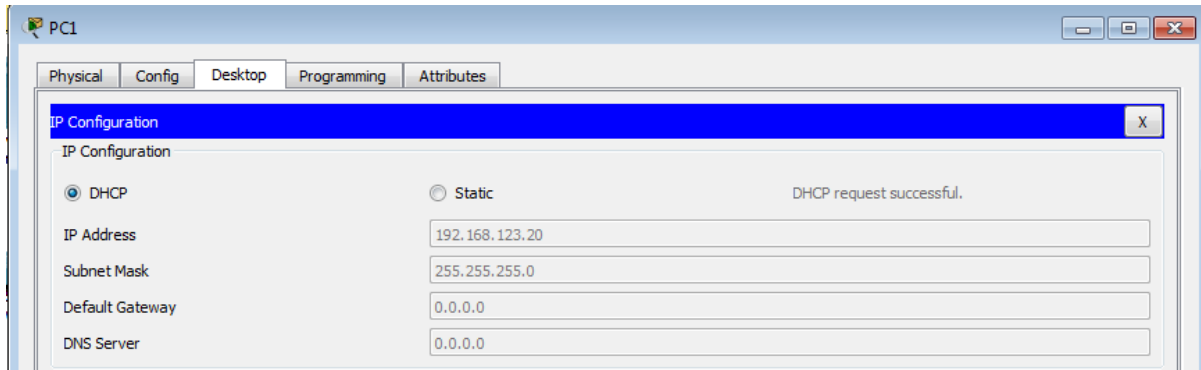 PC1
Physical Config Desktop Programming Attributes
IP Configuration X
IP Configuration
DHCP Static DHCP request successful.
IP Address 192.168.123.20
Subnet Mask 255.255.255.0
Default Gateway 0.0.0.0
DNS Server 0.0.0.0